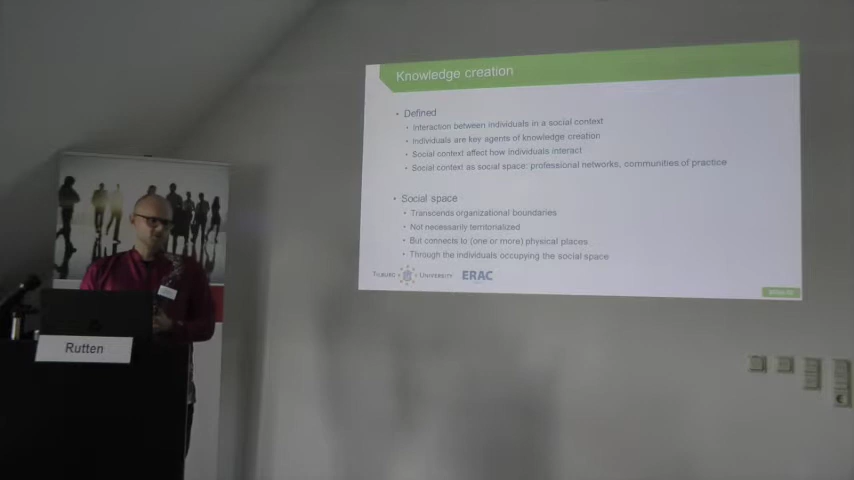 Knowledge creation
• Defined
• Interaction between individuals in a social context
• Individuals are key agents of knowledge creation
• Social context affect how individuals interact
• Social context as social space: professional networks, communities of practice
• Social space
• Transcends organizational boundaries
• Not necessarily territorialized
• But connects to (one or more) physical places
• Through the individuals occupying the social space
TILBURG UNIVERSITY ERAC
Rutten